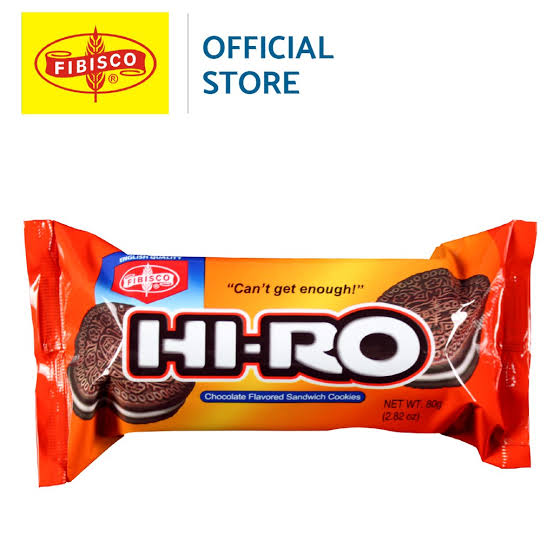 FIBISCO
®
OFFICIAL
STORE
ENGLISH QUALITY
FIBISCO
®
"Can't get enough!"
HI-RO
Chocolate Flavored Sandwich Cookies
NET WT. 80g
(2.82 oz)